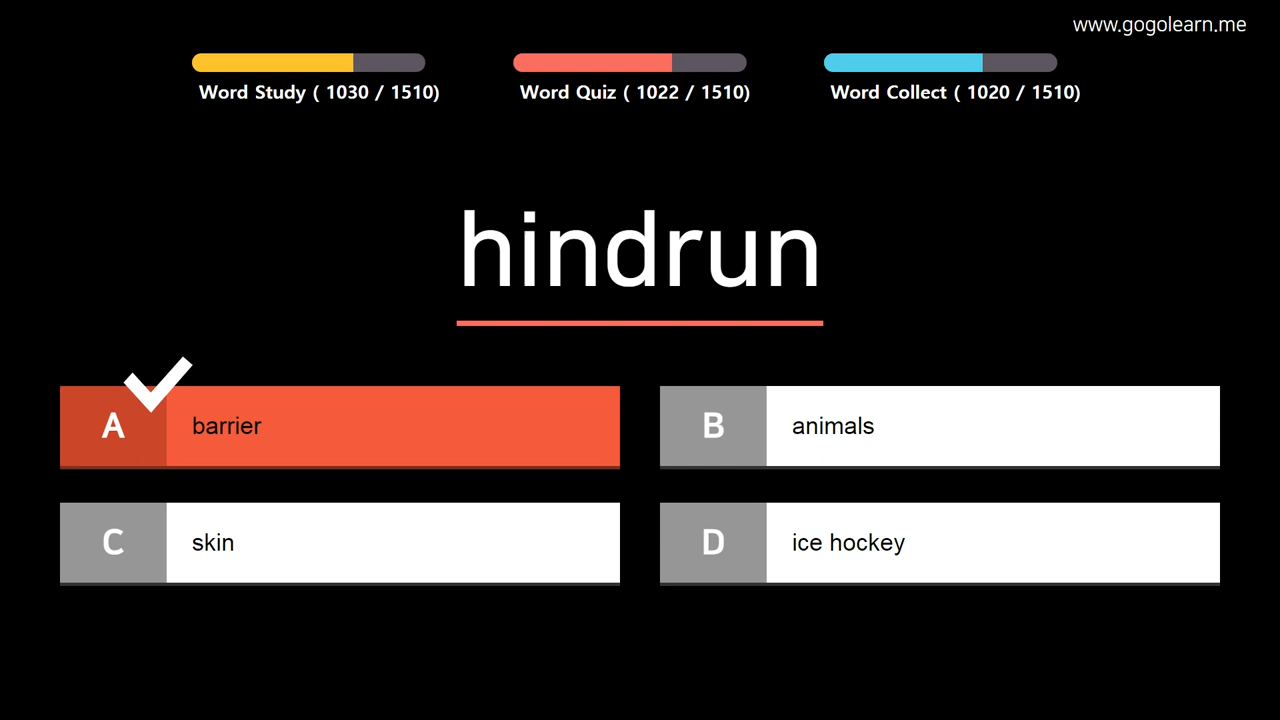 www.gogolearn.me
Word Study ( 1030 / 1510)
Word Quiz ( 1022 / 1510)
Word Collect ( 1020 / 1510)
hindrun
A barrier
B animals
C skin
D ice hockey